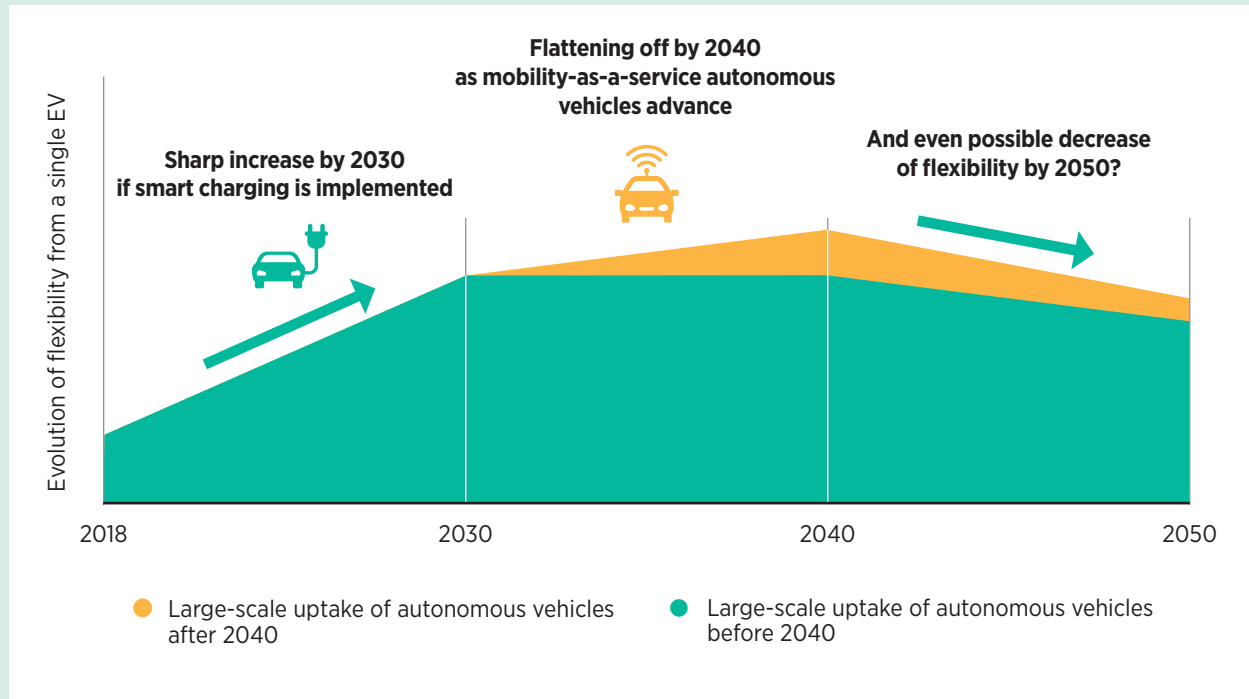 Flattening off by 2040
as mobility-as-a-service autonomous
vehicles advance
And even possible decrease
of flexibility by 2050?
Sharp increase by 2030
if smart charging is implemented
Evolution of flexibility from a single EV
2018
2030
2040
2050
Large-scale uptake of autonomous vehicles
after 2040
Large-scale uptake of autonomous vehicles
before 2040